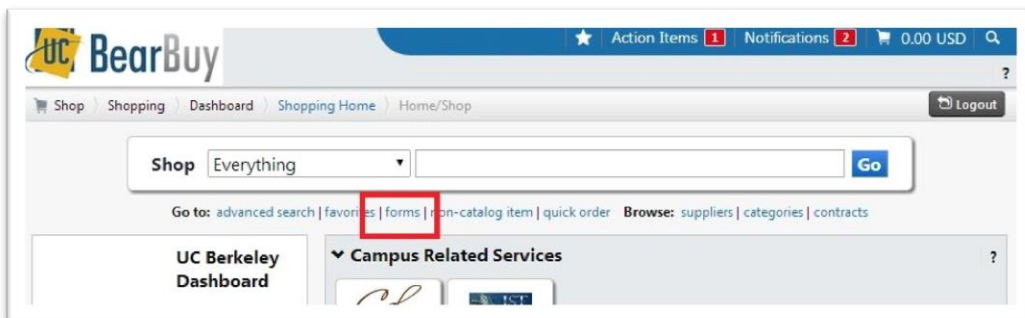 UC BearBuy
Action Items 1 Notifications 2 0.00 USD
?
Shop Shopping Dashboard Shopping Home Home/Shop Logout
Shop Everything Go
Go to: advanced search | favorites | forms | non-catalog item | quick order Browse: suppliers | categories | contracts
UC Berkeley
Dashboard
Campus Related Services ?
IST